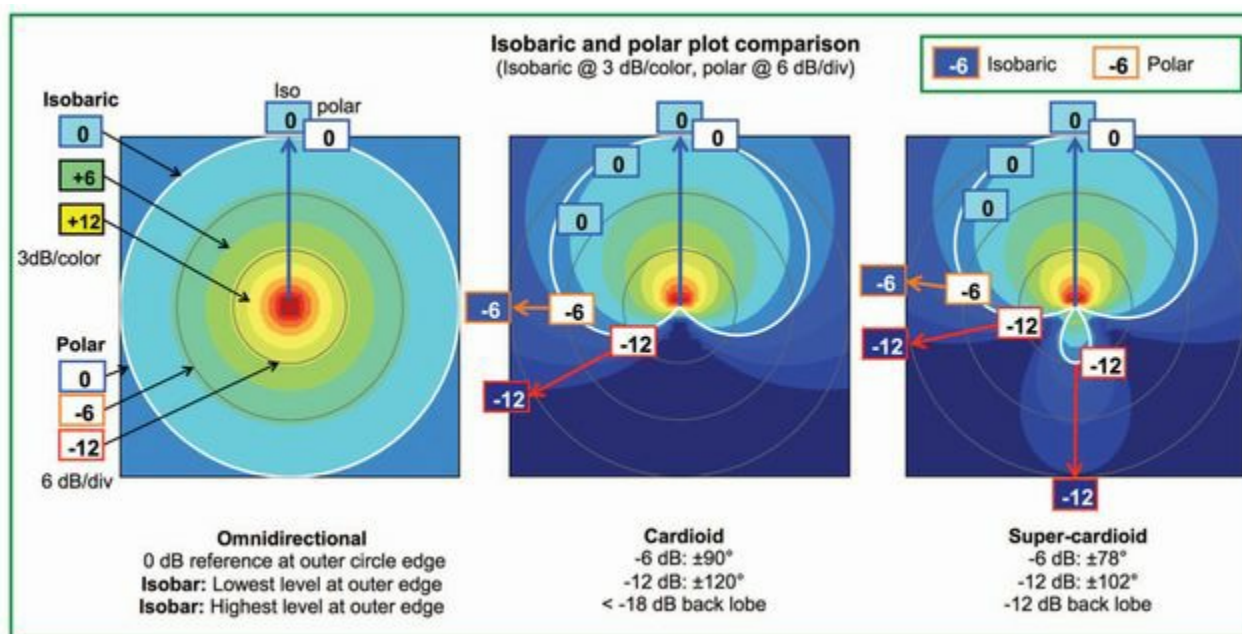 Isobaric and polar plot comparison
(Isobaric @ 3 dB/color, polar @ 6 dB/div)
-6 Isobaric
-6 Polar
Isobaric
0
+6
+12
3dB/color
Polar
0
-6
-12
6 dB/div
Iso
polar
0
0
Omnidirectional
0 dB reference at outer circle edge
Isobar: Lowest level at outer edge
Isobar: Highest level at outer edge
0
0
0
0
-6
-6
-12
-12
Cardioid
-6 dB: ±90°
-12 dB: ±120°
< -18 dB back lobe
0
0
0
0
-6
-6
-12
-12
-12
-12
Super-cardioid
-6 dB: ±78°
-12 dB: ±102°
-12 dB back lobe